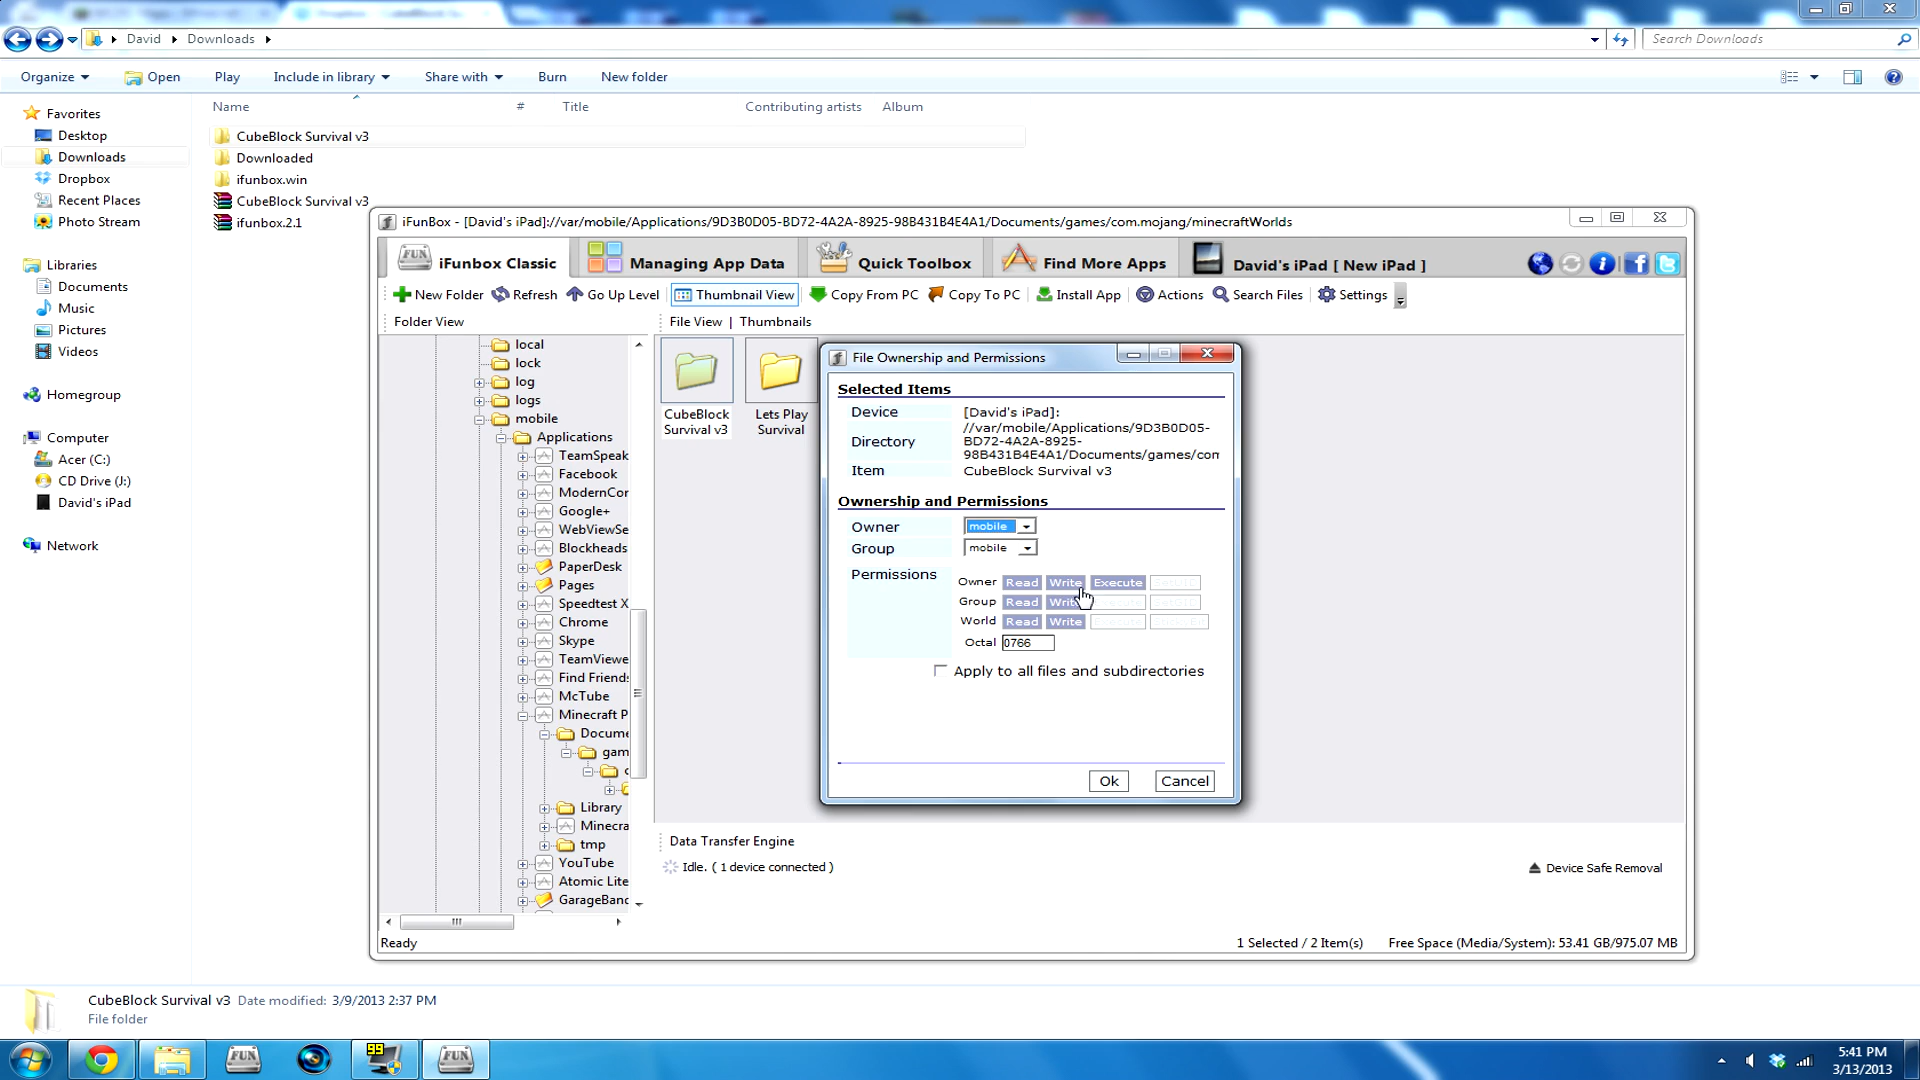 David
Downloads
Search Downloads
Organize
Open
Play
Include in library
Share with
Burn
New folder
Name
#
Title
Contributing artists
Album
Favorites
Desktop
Downloads
Dropbox
Recent Places
Photo Stream
Libraries
Documents
Music
Pictures
Videos
Homegroup
Computer
Acer (C:)
CD Drive (J:)
David's iPad
Network
CubeBlock Survival v3
Downloaded
ifunbox.win
CubeBlock Survival v3
ifunbox.2.1
iFunBox - [David's iPad]://var/mobile/Applications/9D3B0D05-BD72-4A2A-8925-98B431B4E4A1/Documents/games/com.mojang/minecraftWorlds
FUN
iFunbox Classic
Managing App Data
Quick Toolbox
Find More Apps
David's iPad [ New iPad ]
New Folder
Refresh
Go Up Level
Thumbnail View
Copy From PC
Copy To PC
Install App
Actions
Search Files
Settings
Folder View
File View | Thumbnails
local
lock
log
logs
mobile
Applications
TeamSpeak
Facebook
ModernCor
Google+
WebViewSe
Blockheads
PaperDesk
Pages
Speedtest X
Chrome
Skype
TeamViewe
Find Friends
McTube
Minecraft P
Docume
gam
c
Library
Minecra
tmp
YouTube
Atomic Lite
GarageBand
CubeBlock
Survival v3
Lets Play
Survival
File Ownership and Permissions
Selected Items
Device
[David's iPad]:
Directory
//var/mobile/Applications/9D3B0D05-
BD72-4A2A-8925-
98B431B4E4A1/Documents/games/com
Item
CubeBlock Survival v3
Ownership and Permissions
Owner
mobile
Group
mobile
Permissions
Owner Read Write Execute
Group Read Write Execute SetGID
World Read Write Execute StickyBit
Octal 0766
Apply to all files and subdirectories
Ok
Cancel
Data Transfer Engine
Idle. ( 1 device connected )
Device Safe Removal
Ready
1 Selected / 2 Item(s)
Free Space (Media/System): 53.41 GB/975.07 MB
CubeBlock Survival v3
Date modified: 3/9/2013 2:37 PM
File folder
FUN
99
FUN
5:41 PM
3/13/2013